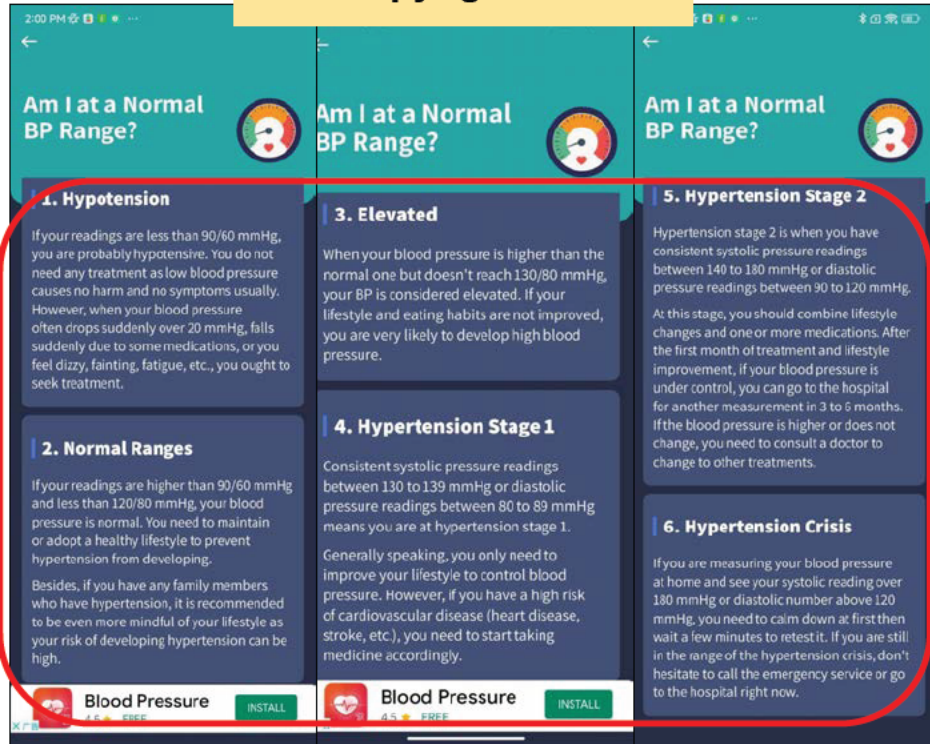 2:00 PM
Am I at a Normal
BP Range?
1. Hypotension
If your readings are less than 90/60 mmHg,
you are probably hypotensive. You do not
need any treatment as low blood pressure
causes no harm and no symptoms usually.
However, when your blood pressure
often drops suddenly over 20 mmHg, falls
suddenly due to some medications, or you
feel dizzy, fainting, fatigue, etc., you ought to
seek treatment.
2. Normal Ranges
If your readings are higher than 90/60 mmHg
and less than 120/80 mmHg, your blood
pressure is normal. You need to maintain
or adopt a healthy lifestyle to prevent
hypertension from developing.
Besides, if you have any family members
who have hypertension, it is recommended
to be even more mindful of your lifestyle as
your risk of developing hypertension can be
high.
Blood Pressure
4.5 ★ FREE
INSTALL
Am I at a Normal
BP Range?
3. Elevated
When your blood pressure is higher than the
normal one but doesn't reach 130/80 mmHg,
your BP is considered elevated. If your
lifestyle and eating habits are not improved,
you are very likely to develop high blood
pressure.
4. Hypertension Stage 1
Consistent systolic pressure readings
between 130 to 139 mmHg or diastolic
pressure readings between 80 to 89 mmHg
means you are at hypertension stage 1.
Generally speaking, you only need to
improve your lifestyle to control blood
pressure. However, if you have a high risk
of cardiovascular disease (heart disease,
stroke, etc.), you need to start taking
medicine accordingly.
Blood Pressure
4.5 ★ FREE
INSTALL
Am I at a Normal
BP Range?
5. Hypertension Stage 2
Hypertension stage 2 is when you have
consistent systolic pressure readings
between 140 to 180 mmHg or diastolic
pressure readings between 90 to 120 mmHg.
At this stage, you should combine lifestyle
changes and one or more medications. After
the first month of treatment and lifestyle
improvement, if your blood pressure is
under control, you can go to the hospital
for another measurement in 3 to 6 months.
If the blood pressure is higher or does not
change, you need to consult a doctor to
change to other treatments.
6. Hypertension Crisis
If you are measuring your blood pressure
at home and see your systolic reading over
180 mmHg or diastolic number above 120
mmHg, you need to calm down at first then
wait a few minutes to retest it. If you are still
in the range of the hypertension crisis, don't
hesitate to call the emergency service or go
to the hospital right now.